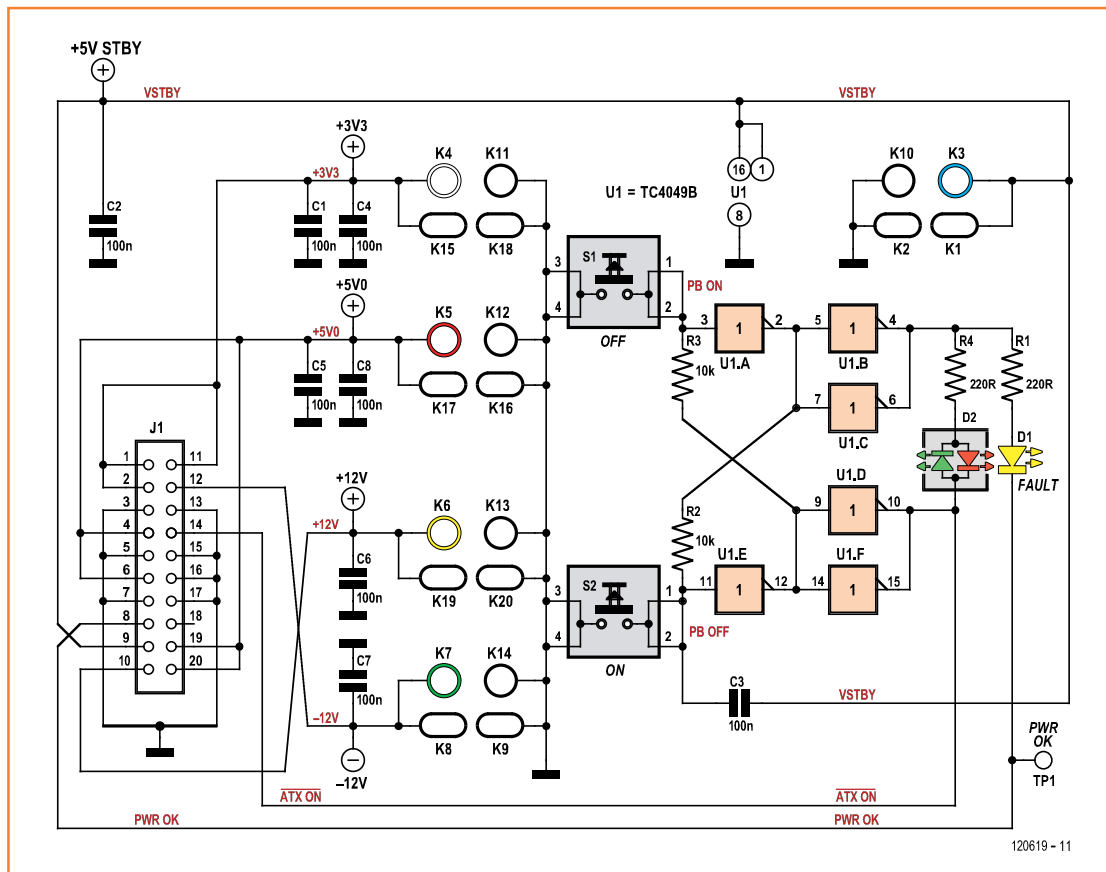 +5V STBY
VSTBY
VSTBY
+3V3
+3V3
K4
K11
K15
K18
C2
100n
C1
100n
C4
100n
U1 = TC4049B
16
1
U1
8
K10
K3
K2
K1
+5V0
+5V0
K5
K12
K17
K16
C5
100n
C8
100n
S1
3
4
1
2
OFF
PB ON
3
1
2
U1.A
R3
10k
5
1
4
U1.B
7
1
6
U1.C
R4
220R
R1
220R
D2
D1
FAULT
J1
1
11
2
12
3
13
4
14
5
15
6
16
7
17
8
18
9
19
10
20
+12V
+12V
K6
K13
K19
K20
C6
100n
C7
100n
K7
K14
K8
K9
–12V
–12V
R2
10k
S2
3
4
1
2
ON
PB OFF
U1.E
11
1
12
9
1
10
U1.D
14
1
15
U1.F
C3
100n
VSTBY
PWR
OK
TP1
ATX ON
ATX ON
PWR OK
PWR OK
120619 - 11